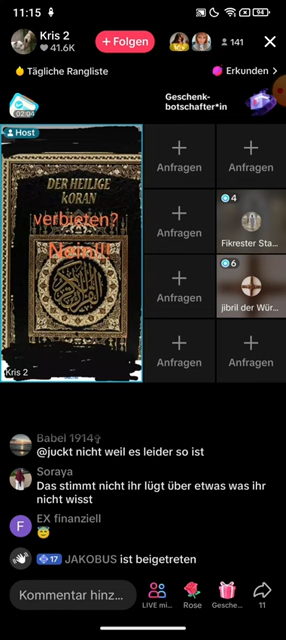 11:15
94
Kris 2
41.6K
+ Folgen
141
Tägliche Rangliste
Erkunden >
02:04
Geschenk-
botschafter*in
Host
DER HEILIGE
KORAN
verbieten?
Nein!!!
Kris 2
Anfragen
Anfragen
Anfragen
4
Fikrester Sta...
Anfragen
6
jibril der Wür...
Anfragen
Anfragen
Babel 1914
@juckt nicht weil es leider so ist
Soraya
Das stimmt nicht ihr lügt über etwas was ihr
nicht wisst
F
EX finanziell
17 JAKOBUS ist beigetreten
Kommentar hinz...
LIVE mi...
Rose
Gesche...
11